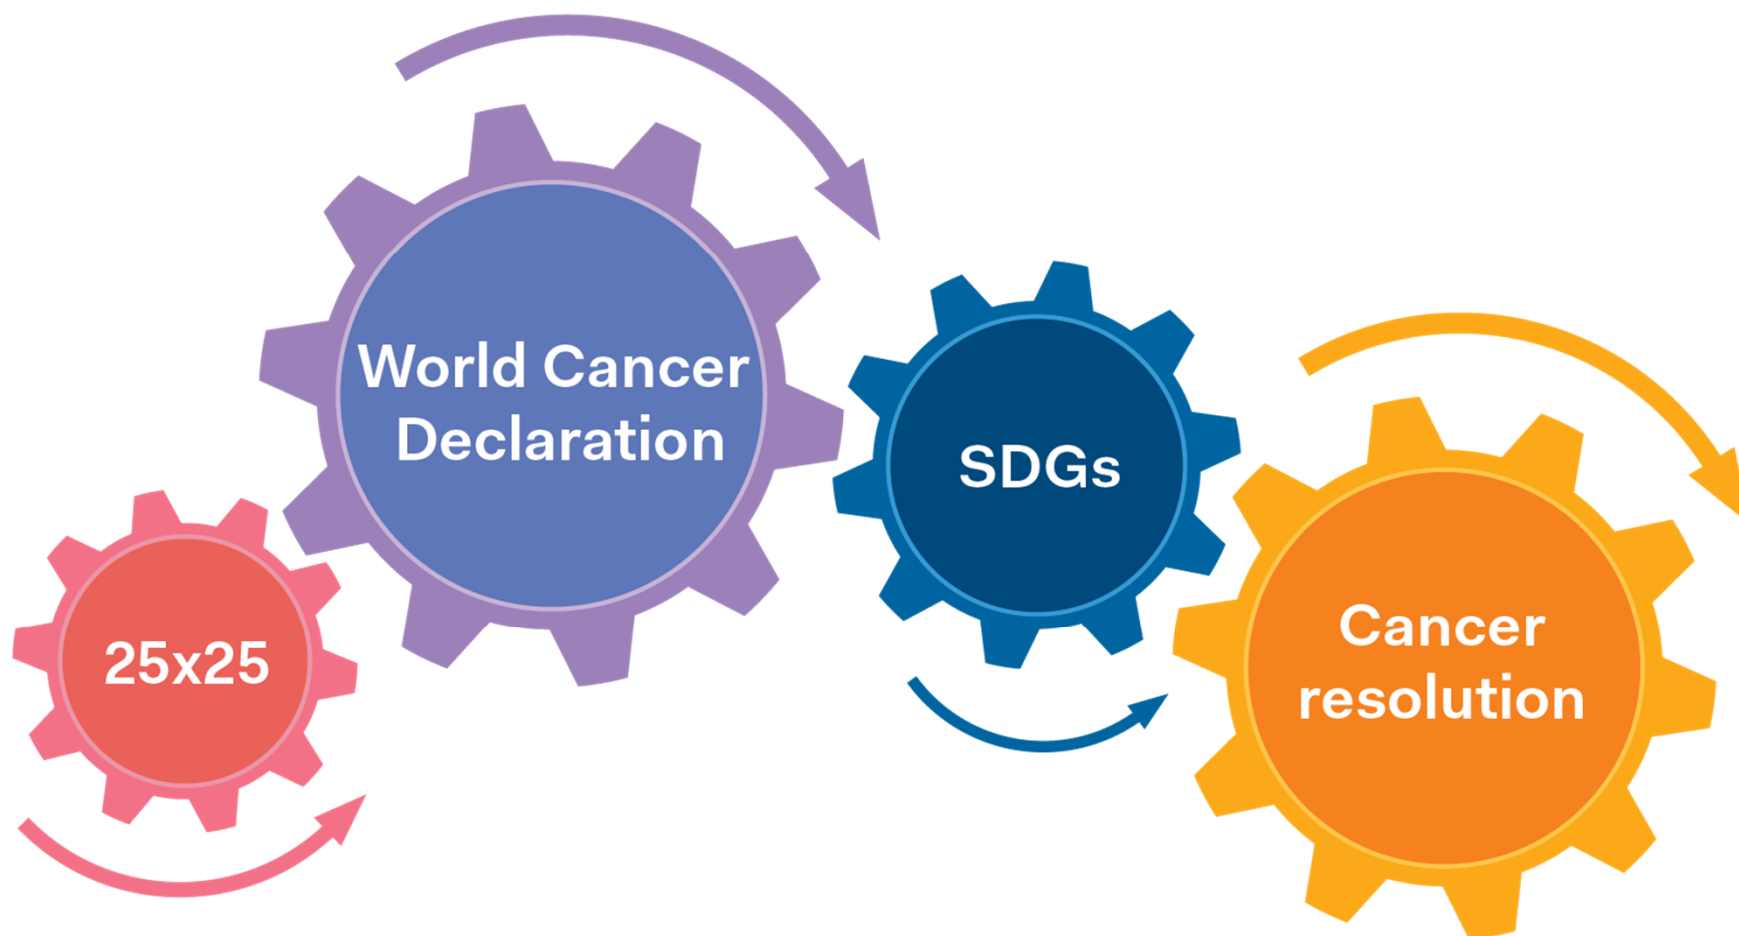 World Cancer
Declaration
SDGs
25x25
Cancer
resolution